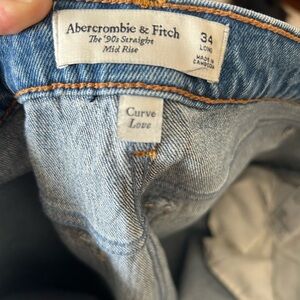 Abercrombie & Fitch
The '90s Straight
Mid Rise
34
LONG
MADE IN
CAMBODIA
Curve
Love